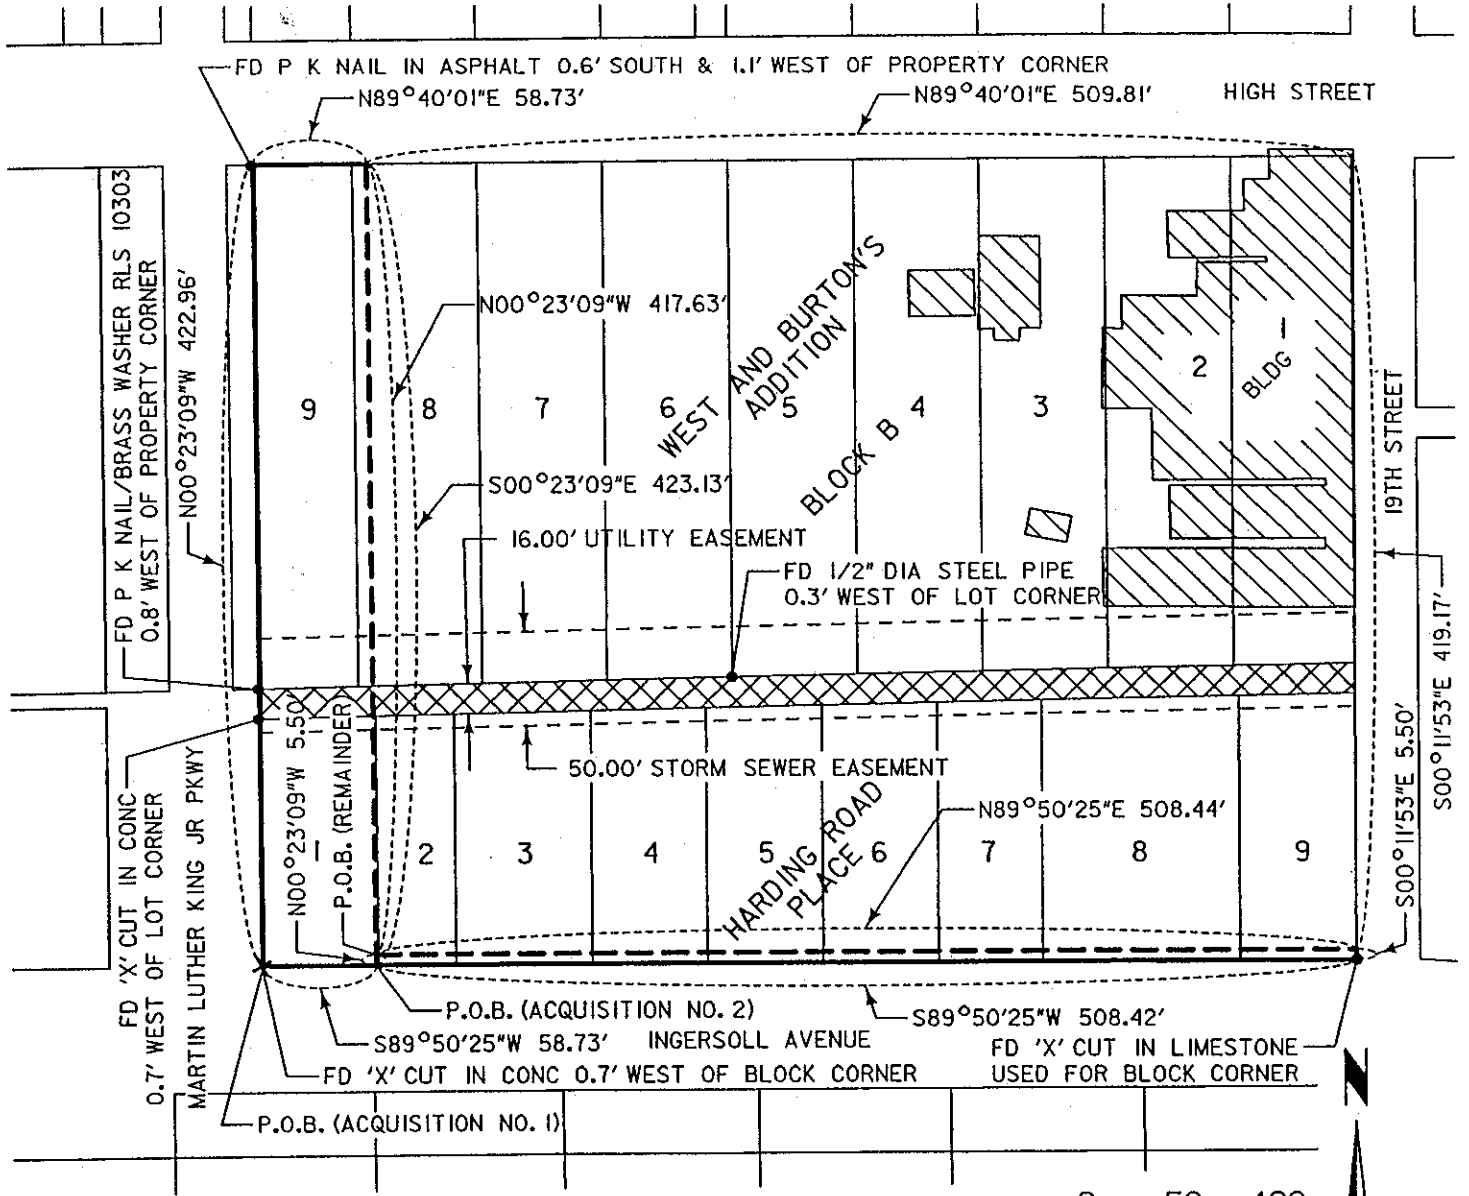 FD P K NAIL IN ASPHALT 0.6' SOUTH & 1.1' WEST OF PROPERTY CORNER
N89°40'01"E 58.73'
N89°40'01"E 509.81'
HIGH STREET
FD P K NAIL/BRASS WASHER RLS 10303
0.8' WEST OF PROPERTY CORNER
N00°23'09"W 422.96'
N00°23'09"W 417.63'
WEST AND BURTON'S
ADDITION
BLOCK B
9
8
7
6
5
4
3
2
1
BLDG
19TH STREET
S00°23'09"E 423.13'
16.00' UTILITY EASEMENT
FD 1/2" DIA STEEL PIPE
0.3' WEST OF LOT CORNER
S00°11'53"E 419.17'
S00°11'53"E 5.50'
50.00' STORM SEWER EASEMENT
N00°23'09"W 5.50'
P.O.B. (REMAINDER)
HARDING ROAD
PLACE
N89°50'25"E 508.44'
1
2
3
4
5
6
7
8
9
FD 'X' CUT IN CONC
0.7' WEST OF LOT CORNER
MARTIN LUTHER KING JR PKWY
P.O.B. (ACQUISITION NO. 2)
S89°50'25"W 508.42'
S89°50'25"W 58.73'
INGERSOLL AVENUE
FD 'X' CUT IN LIMESTONE
USED FOR BLOCK CORNER
FD 'X' CUT IN CONC 0.7' WEST OF BLOCK CORNER
N
P.O.B. (ACQUISITION NO. 1)